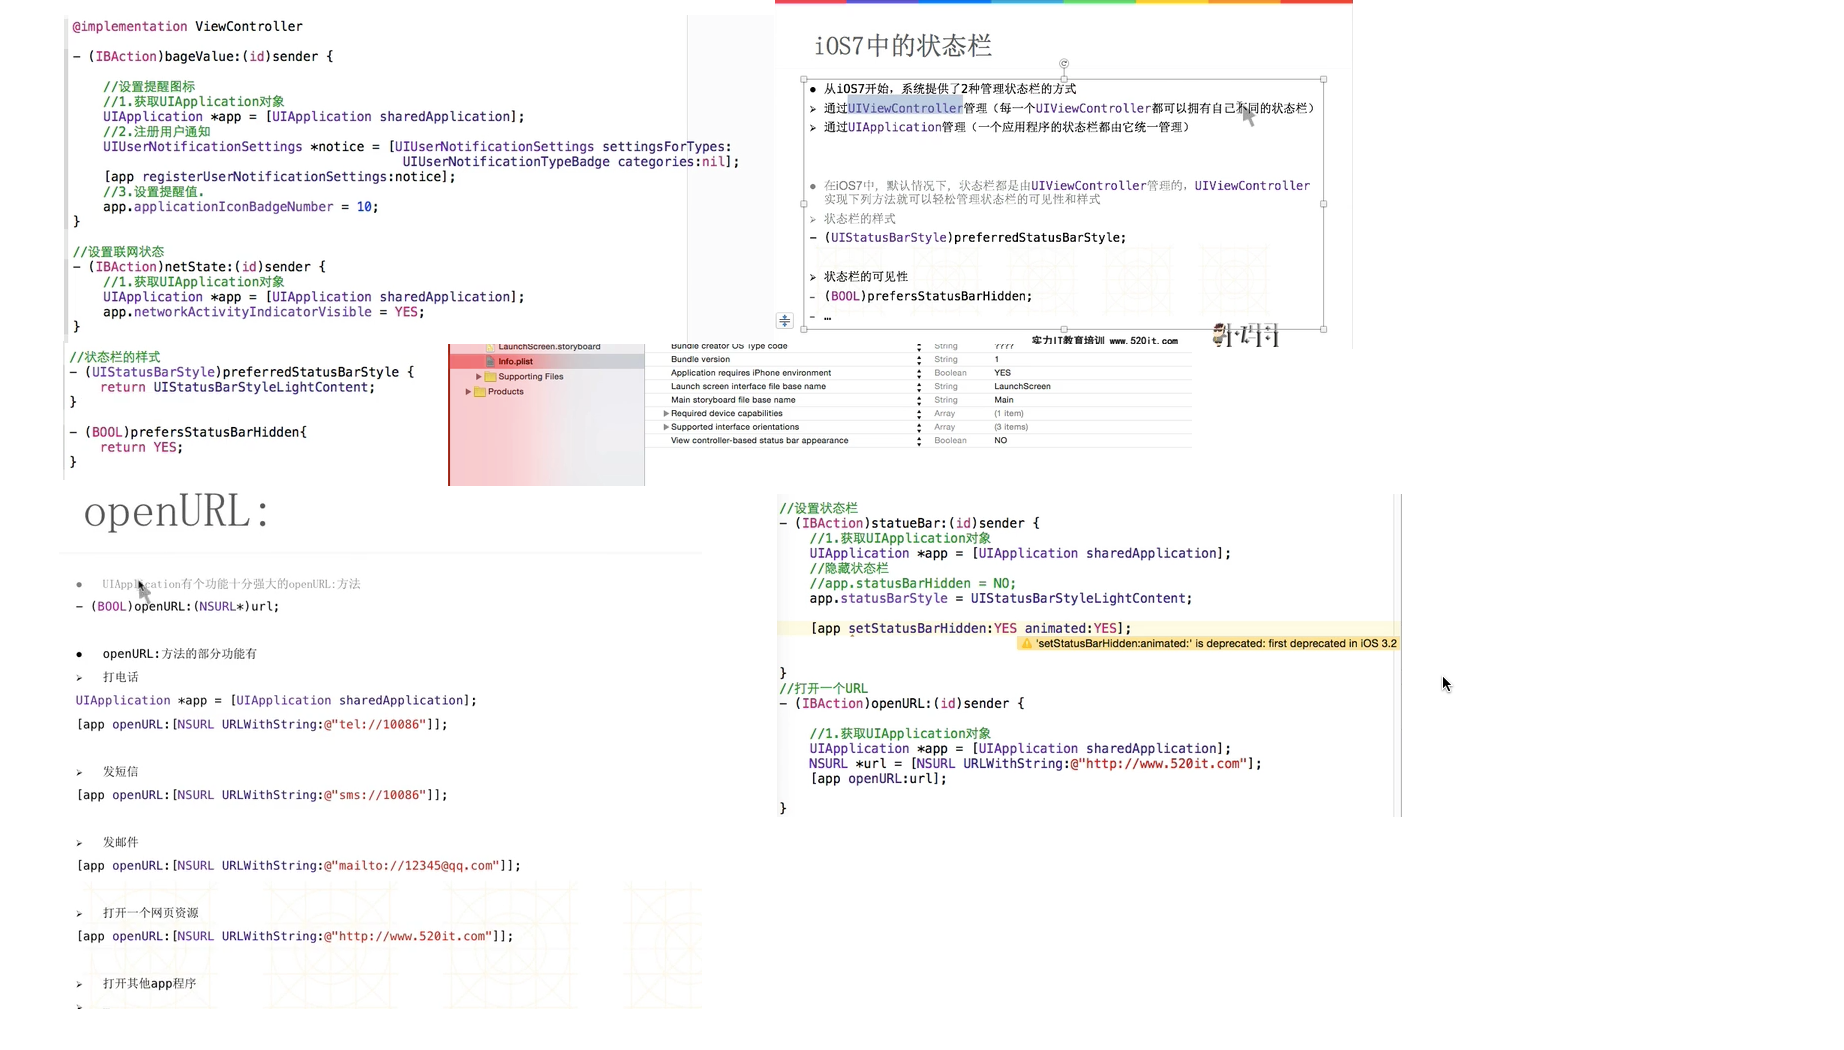 @implementation ViewController
- (IBAction)bageValue:(id)sender {
//设置提醒图标
//1.获取UIApplication对象
UIApplication *app = [UIApplication sharedApplication];
//2.注册用户通知
UIUserNotificationSettings *notice = [UIUserNotificationSettings settingsForTypes:
UIUserNotificationTypeBadge categories:nil];
[app registerUserNotificationSettings:notice];
//3.设置提醒值.
app.applicationIconBadgeNumber = 10;
}
//设置联网状态
- (IBAction)netState:(id)sender {
//1.获取UIApplication对象
UIApplication *app = [UIApplication sharedApplication];
app.networkActivityIndicatorVisible = YES;
}
iOS7中的状态栏
● 从iOS7开始，系统提供了2种管理状态栏的方式
➢ 通过UIViewController管理（每一个UIViewController都可以拥有自己不同的状态栏）
➢ 通过UIApplication管理（一个应用程序的状态栏都由它统一管理）
● 在iOS7中，默认情况下，状态栏都是由UIViewController管理的，UIViewController
实现下列方法就可以轻松管理状态栏的可见性和样式
➢ 状态栏的样式
- (UIStatusBarStyle)preferredStatusBarStyle;
➢ 状态栏的可见性
- (BOOL)prefersStatusBarHidden;
- …
实力IT教育培训 www.520it.com
//状态栏的样式
- (UIStatusBarStyle)preferredStatusBarStyle {
return UIStatusBarStyleLightContent;
}
- (BOOL)prefersStatusBarHidden{
return YES;
}
LaunchScreen.storyboard
Info.plist
Supporting Files
Products
Bundle creator OS Type code String ????
Bundle version String 1
Application requires iPhone environment Boolean YES
Launch screen interface file base name String LaunchScreen
Main storyboard file base name String Main
Required device capabilities Array (1 item)
Supported interface orientations Array (3 items)
View controller-based status bar appearance Boolean NO
openURL:
● UIApplication有个功能十分强大的openURL:方法
- (BOOL)openURL:(NSURL*)url;
● openURL:方法的部分功能有
➢ 打电话
UIApplication *app = [UIApplication sharedApplication];
[app openURL:[NSURL URLWithString:@"tel://10086"]];
➢ 发短信
[app openURL:[NSURL URLWithString:@"sms://10086"]];
➢ 发邮件
[app openURL:[NSURL URLWithString:@"mailto://12345@qq.com"]];
➢ 打开一个网页资源
[app openURL:[NSURL URLWithString:@"http://www.520it.com"]];
➢ 打开其他app程序
//设置状态栏
- (IBAction)statueBar:(id)sender {
//1.获取UIApplication对象
UIApplication *app = [UIApplication sharedApplication];
//隐藏状态栏
//app.statusBarHidden = NO;
app.statusBarStyle = UIStatusBarStyleLightContent;
[app setStatusBarHidden:YES animated:YES];
'setStatusBarHidden:animated:' is deprecated: first deprecated in iOS 3.2
}
//打开一个URL
- (IBAction)openURL:(id)sender {
//1.获取UIApplication对象
UIApplication *app = [UIApplication sharedApplication];
NSURL *url = [NSURL URLWithString:@"http://www.520it.com"];
[app openURL:url];
}